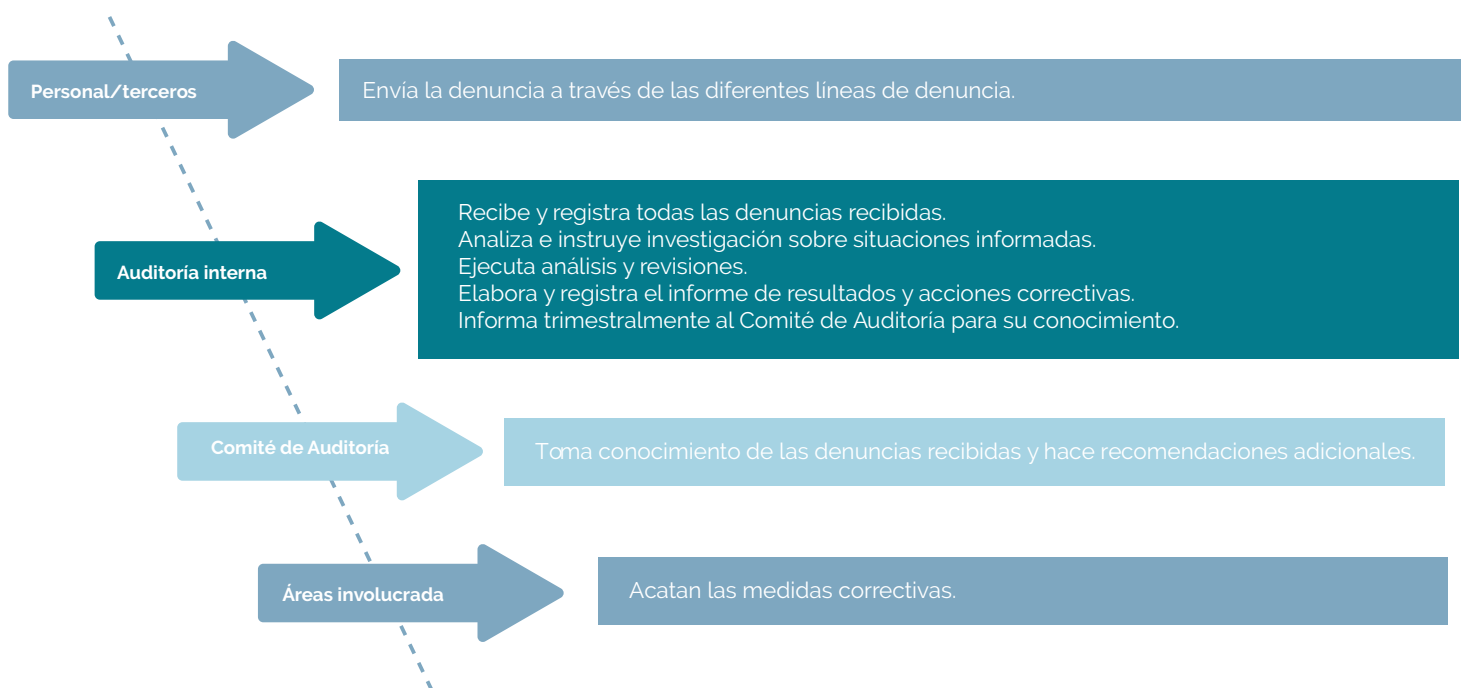 Personal/terceros
Envía la denuncia a través de las diferentes líneas de denuncia.
Auditoría interna
Recibe y registra todas las denuncias recibidas.
Analiza e instruye investigación sobre situaciones informadas.
Ejecuta análisis y revisiones.
Elabora y registra el informe de resultados y acciones correctivas.
Informa trimestralmente al Comité de Auditoría para su conocimiento.
Comité de Auditoría
Toma conocimiento de las denuncias recibidas y hace recomendaciones adicionales.
Áreas involucrada
Acatan las medidas correctivas.